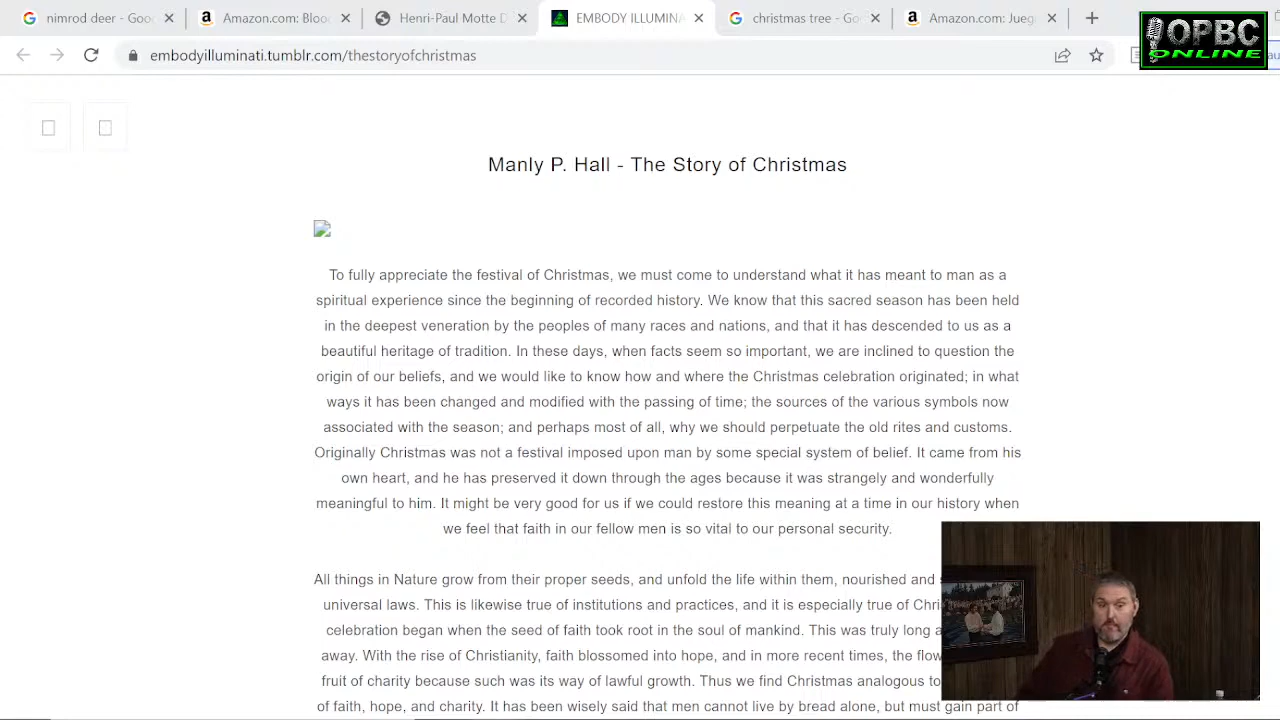 nimrod deer - Goo
Amazon.com: Bloo
Henri-Paul Motte -
EMBODY ILLUMINA
christmas tree - Go
Amazon.com: Jueg
OPBC
ONLINE
embodyilluminati.tumblr.com/thestoryofchristmas
Manly P. Hall - The Story of Christmas
To fully appreciate the festival of Christmas, we must come to understand what it has meant to man as a
spiritual experience since the beginning of recorded history. We know that this sacred season has been held
in the deepest veneration by the peoples of many races and nations, and that it has descended to us as a
beautiful heritage of tradition. In these days, when facts seem so important, we are inclined to question the
origin of our beliefs, and we would like to know how and where the Christmas celebration originated; in what
ways it has been changed and modified with the passing of time; the sources of the various symbols now
associated with the season; and perhaps most of all, why we should perpetuate the old rites and customs.
Originally Christmas was not a festival imposed upon man by some special system of belief. It came from his
own heart, and he has preserved it down through the ages because it was strangely and wonderfully
meaningful to him. It might be very good for us if we could restore this meaning at a time in our history when
we feel that faith in our fellow men is so vital to our personal security.
All things in Nature grow from their proper seeds, and unfold the life within them, nourished and
universal laws. This is likewise true of institutions and practices, and it is especially true of Chri
celebration began when the seed of faith took root in the soul of mankind. This was truly long a
away. With the rise of Christianity, faith blossomed into hope, and in more recent times, the flow
fruit of charity because such was its way of lawful growth. Thus we find Christmas analogous to
of faith, hope, and charity. It has been wisely said that men cannot live by bread alone, but must gain part of